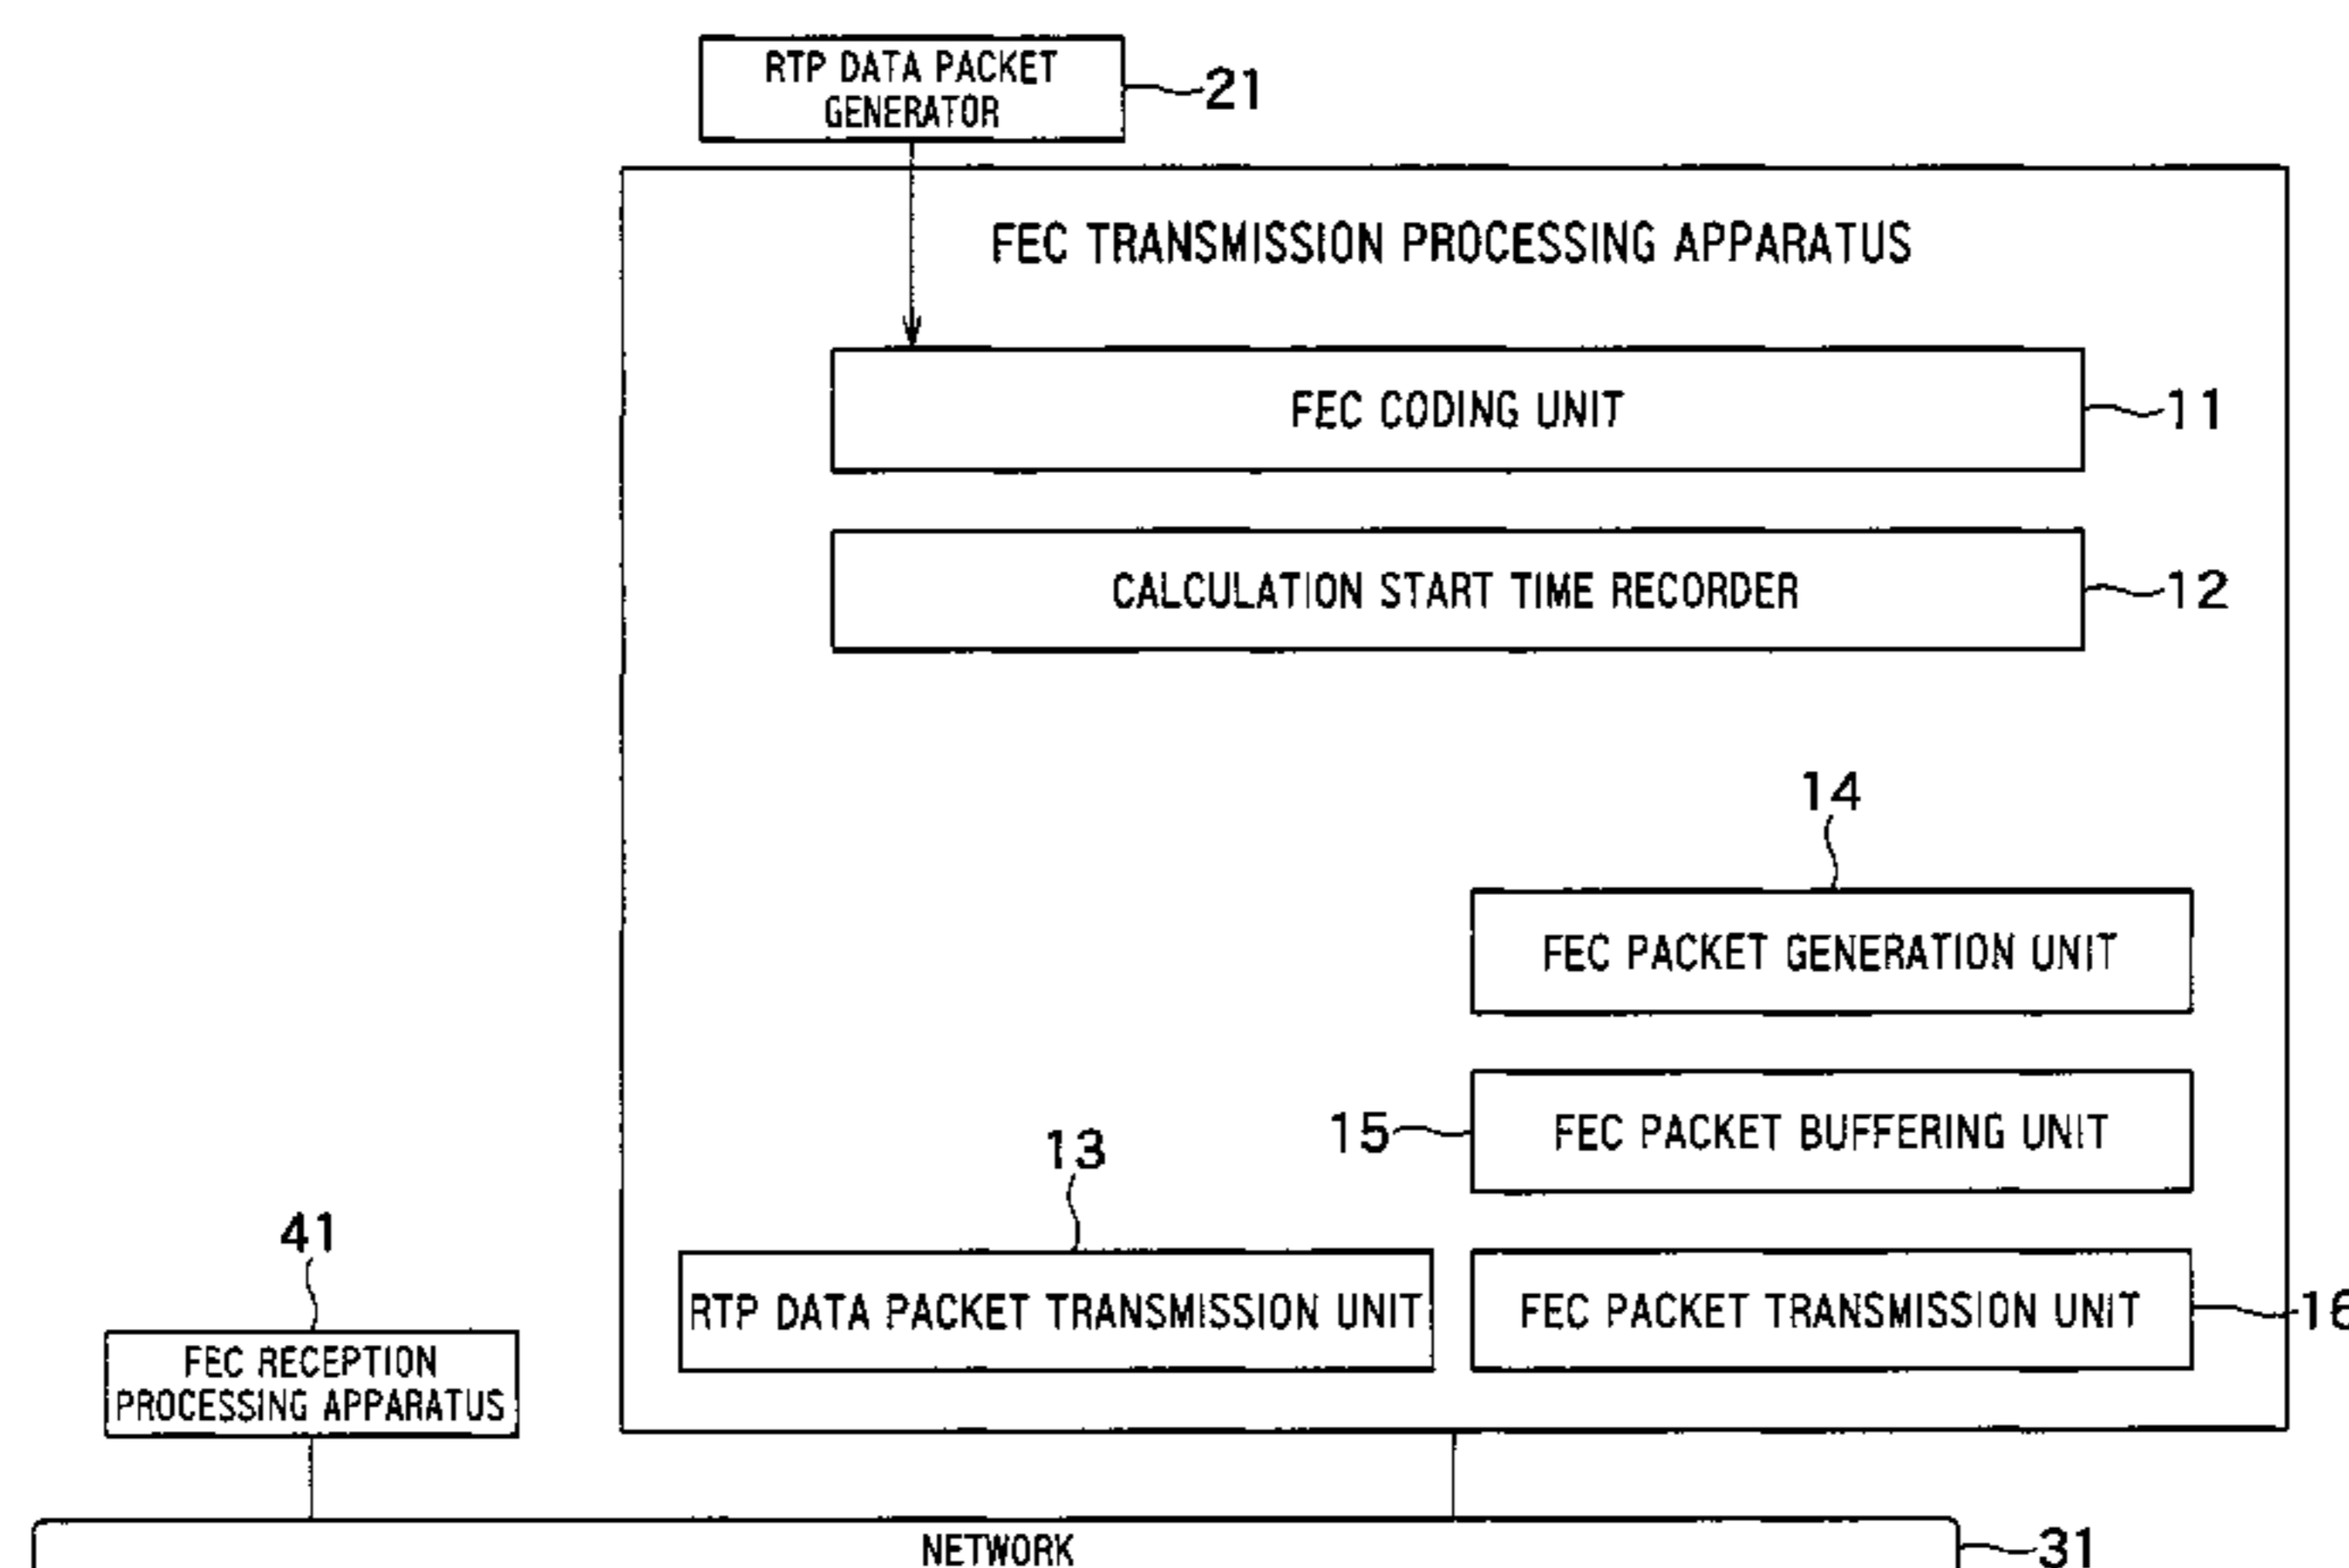 RTP DATA PACKET
GENERATOR
21
FEC TRANSMISSION PROCESSING APPARATUS
FEC CODING UNIT
11
CALCULATION START TIME RECORDER
12
14
FEC PACKET GENERATION UNIT
15
FEC PACKET BUFFERING UNIT
13
41
RTP DATA PACKET TRANSMISSION UNIT
FEC PACKET TRANSMISSION UNIT
16
FEC RECEPTION
PROCESSING APPARATUS
NETWORK
31